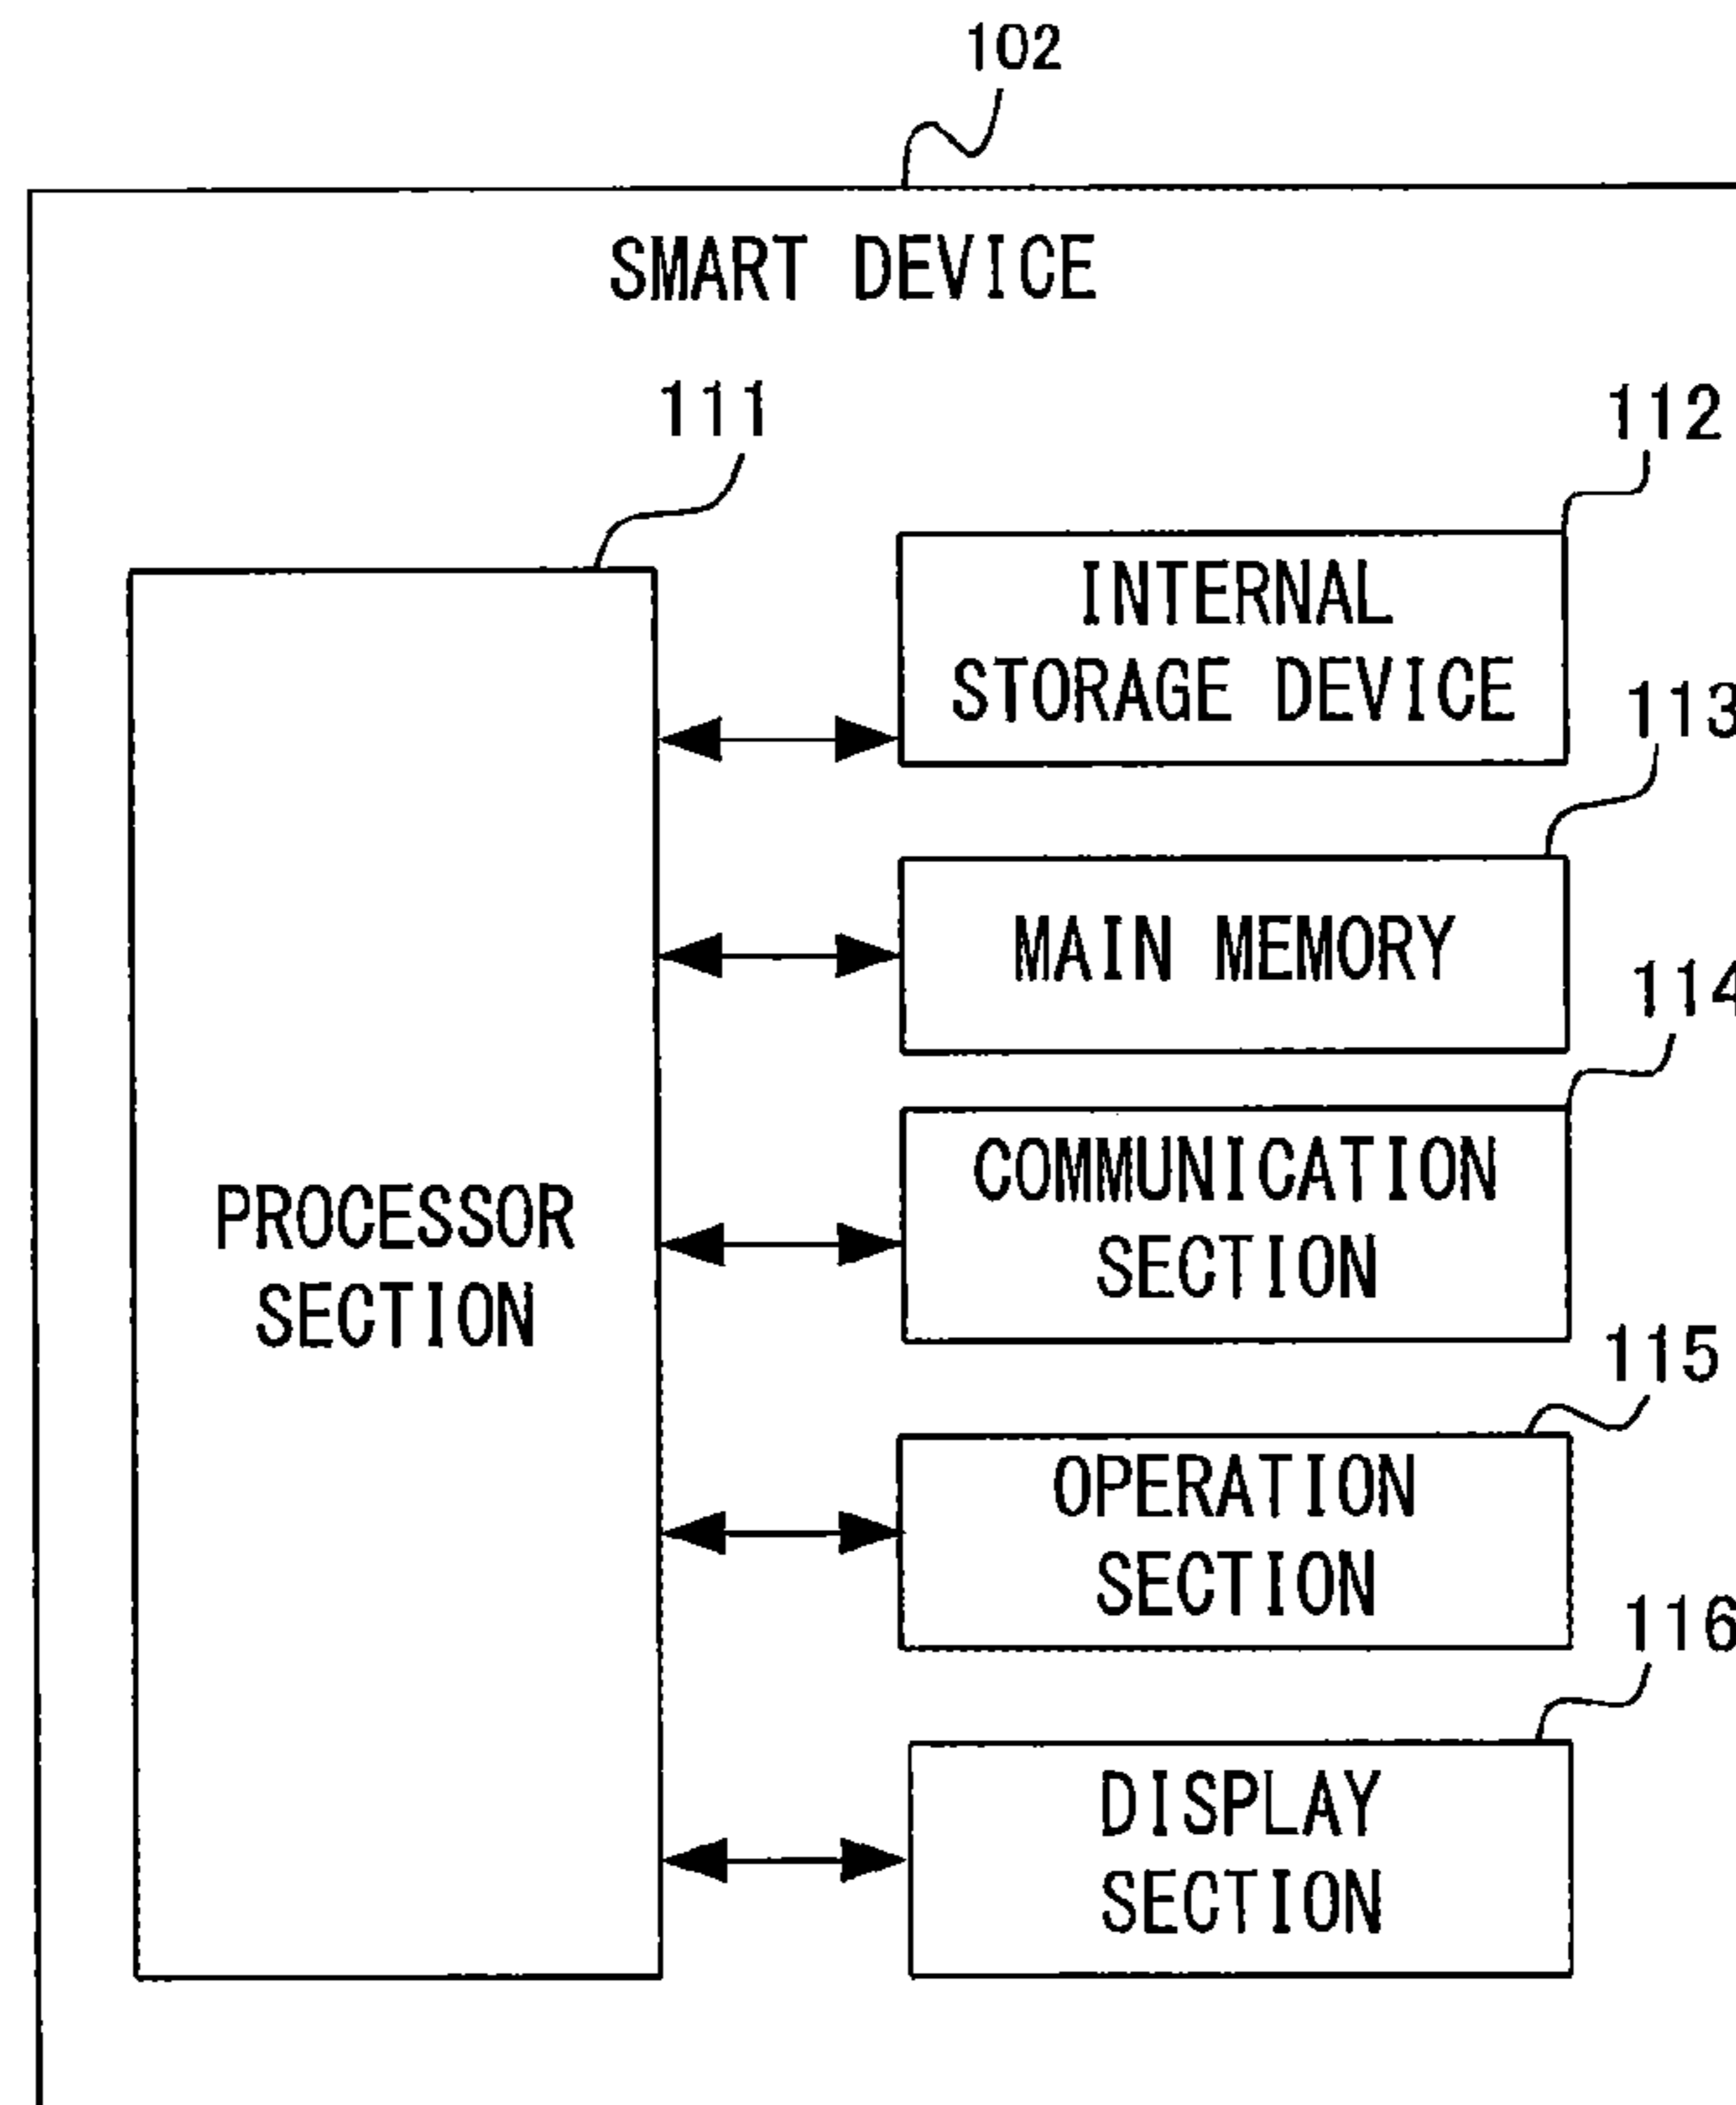 102
SMART DEVICE
111
112
INTERNAL
STORAGE DEVICE
113
MAIN MEMORY
114
COMMUNICATION
SECTION
PROCESSOR
SECTION
115
OPERATION
SECTION
116
DISPLAY
SECTION